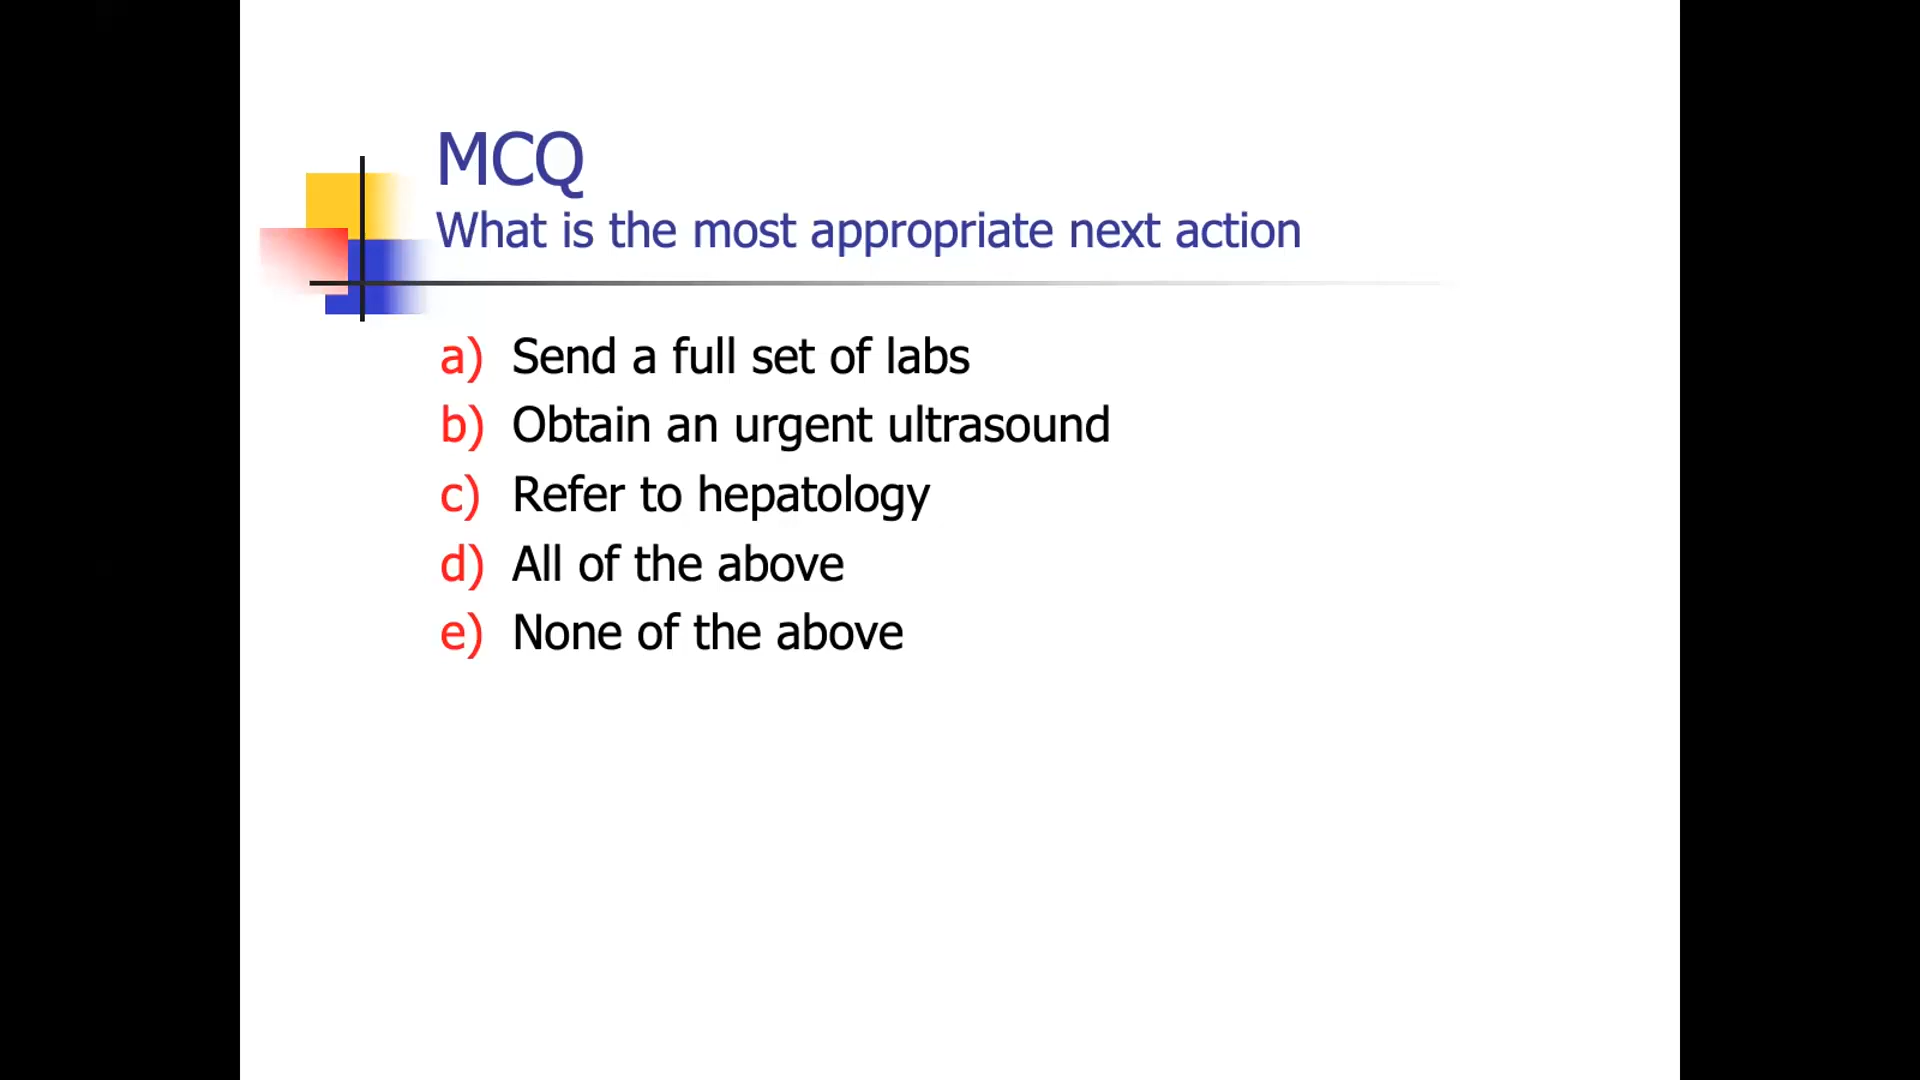 MCQ
What is the most appropriate next action
a) Send a full set of labs
b) Obtain an urgent ultrasound
c) Refer to hepatology
d) All of the above
e) None of the above